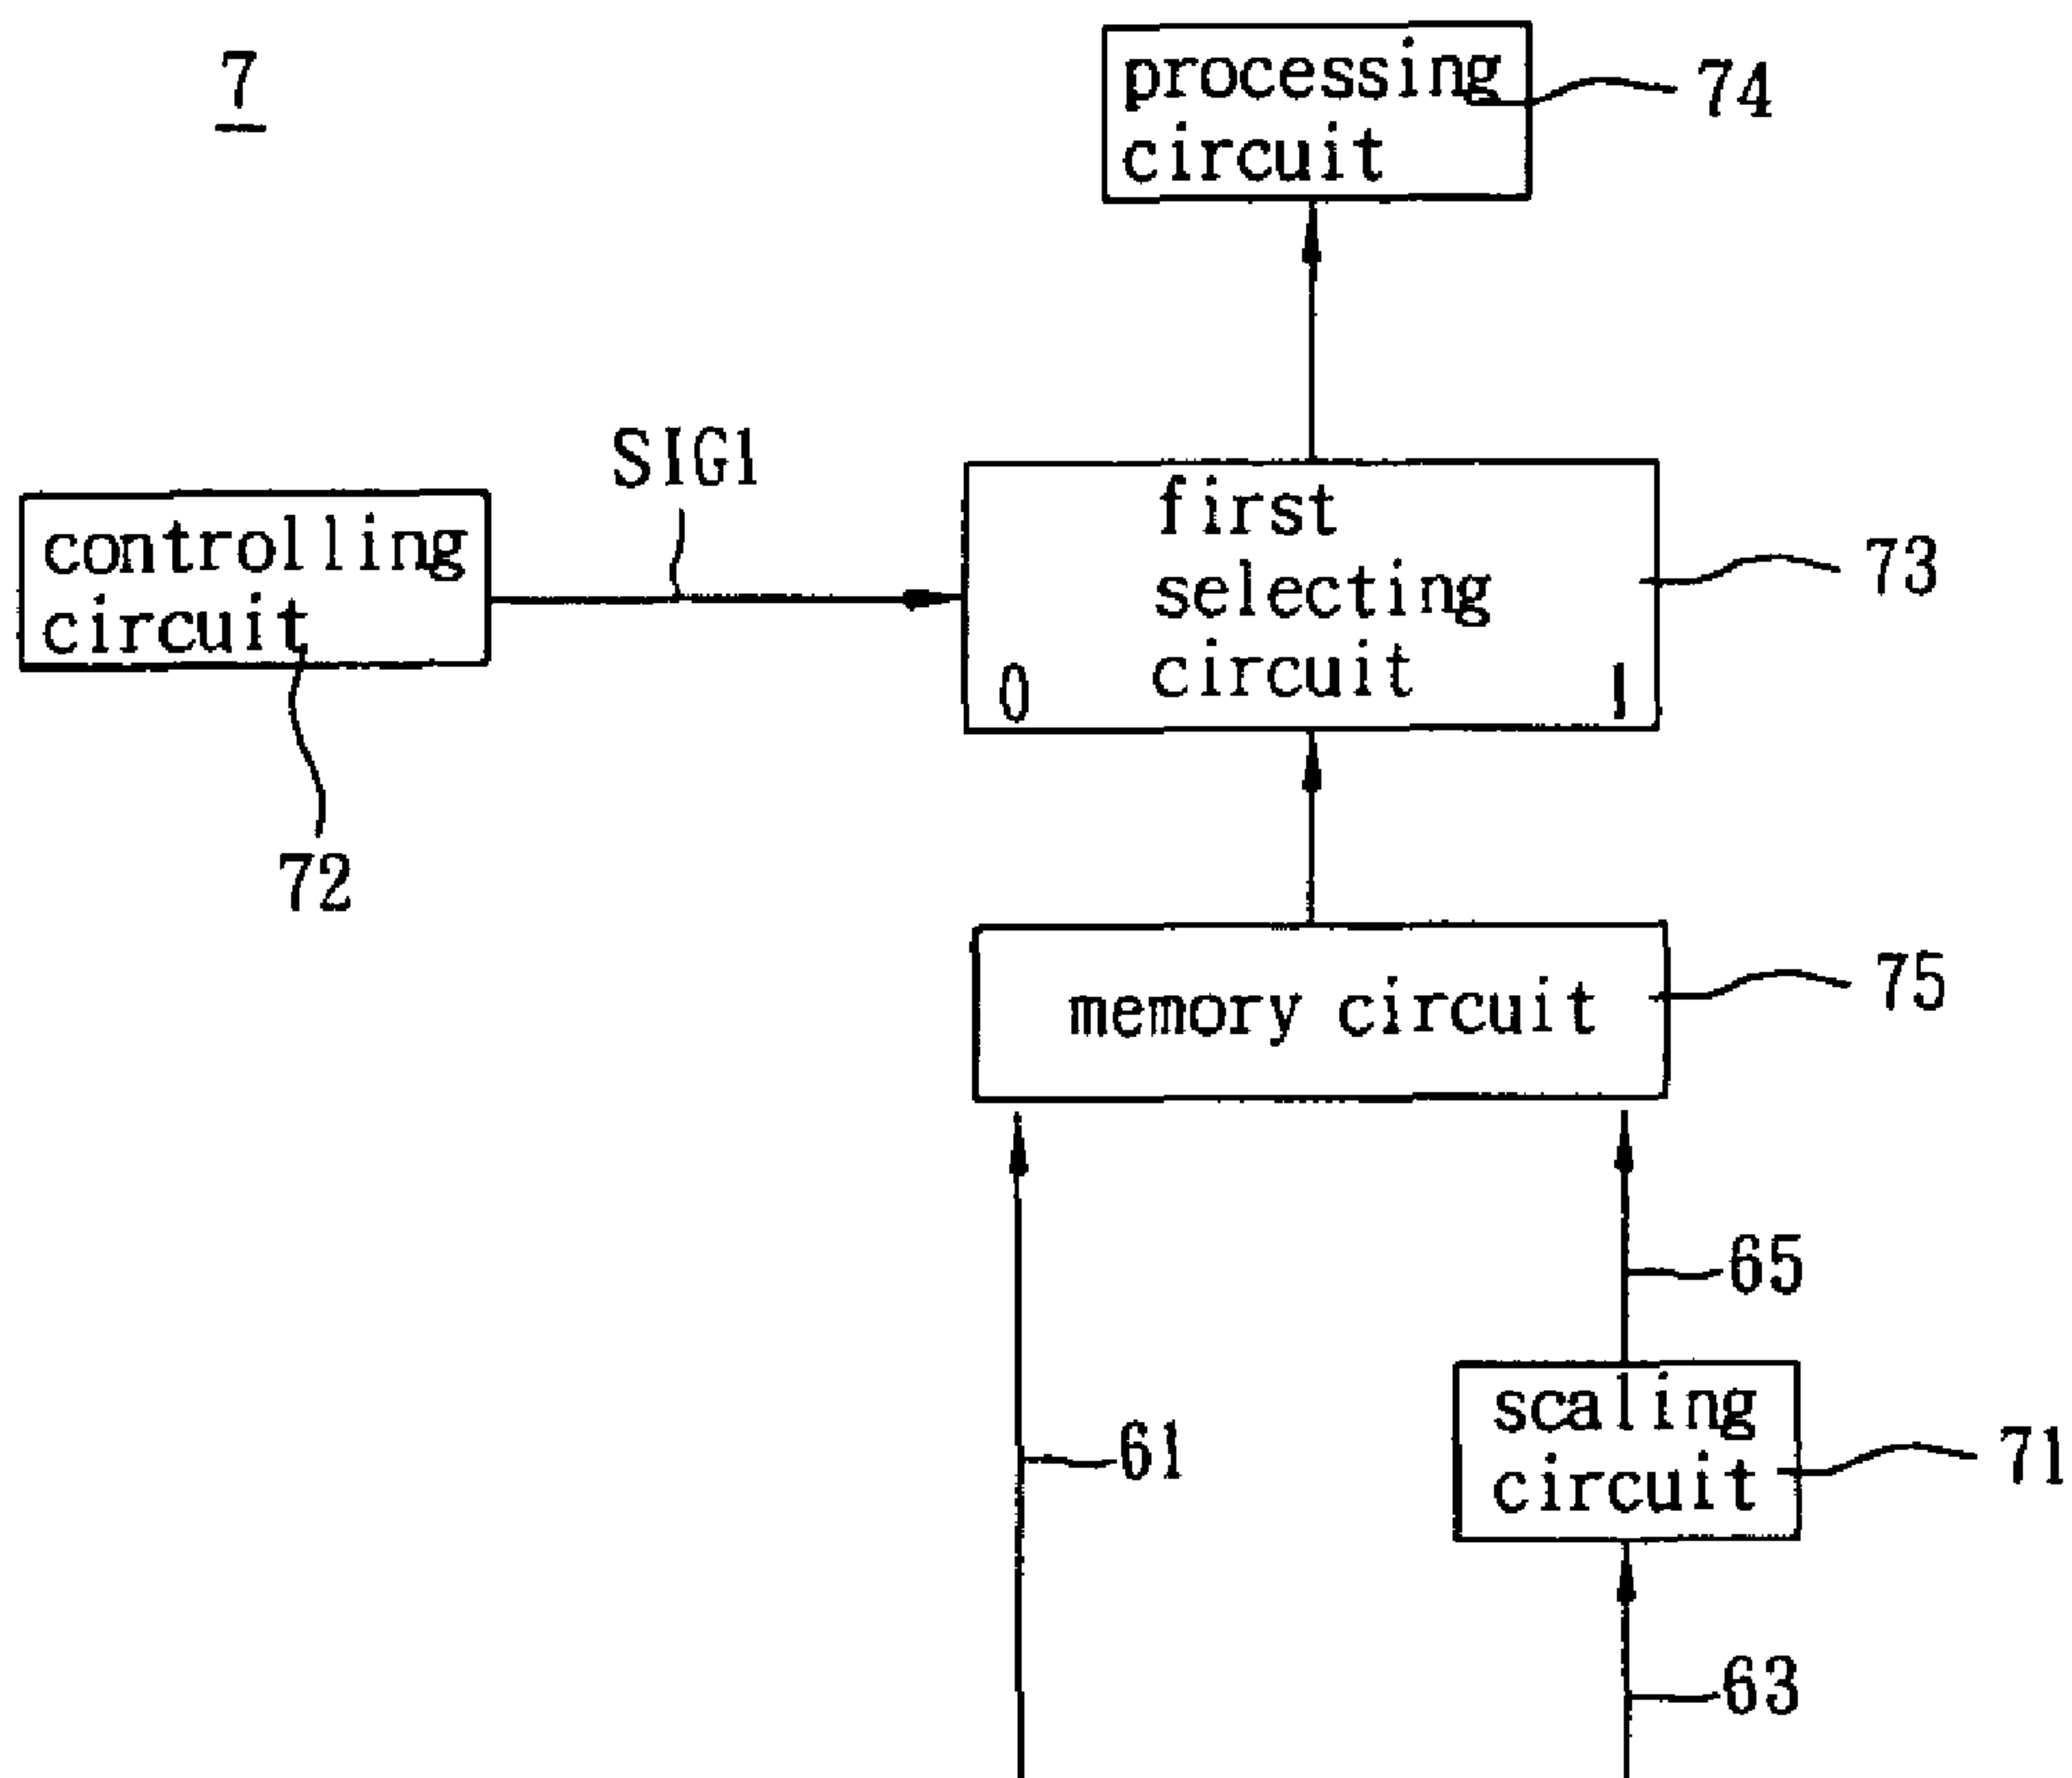 7
processing
circuit
74
SIG1
controlling
circuit
72
first
selecting
circuit
0 1
73
memory circuit
75
65
61
scaling
circuit
71
63